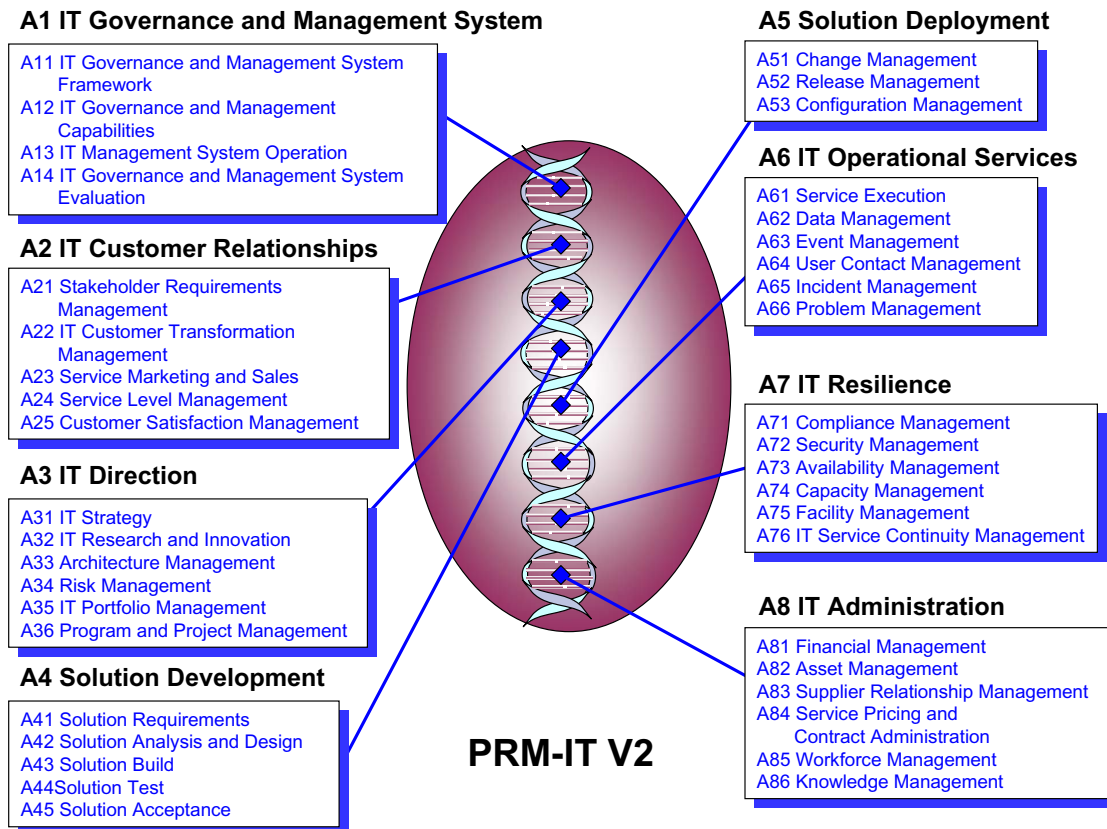 A1 IT Governance and Management System
A11 IT Governance and Management System
Framework
A12 IT Governance and Management
Capabilities
A13 IT Management System Operation
A14 IT Governance and Management System
Evaluation
A2 IT Customer Relationships
A21 Stakeholder Requirements
Management
A22 IT Customer Transformation
Management
A23 Service Marketing and Sales
A24 Service Level Management
A25 Customer Satisfaction Management
A3 IT Direction
A31 IT Strategy
A32 IT Research and Innovation
A33 Architecture Management
A34 Risk Management
A35 IT Portfolio Management
A36 Program and Project Management
A4 Solution Development
A41 Solution Requirements
A42 Solution Analysis and Design
A43 Solution Build
A44Solution Test
A45 Solution Acceptance
PRM-IT V2
A5 Solution Deployment
A51 Change Management
A52 Release Management
A53 Configuration Management
A6 IT Operational Services
A61 Service Execution
A62 Data Management
A63 Event Management
A64 User Contact Management
A65 Incident Management
A66 Problem Management
A7 IT Resilience
A71 Compliance Management
A72 Security Management
A73 Availability Management
A74 Capacity Management
A75 Facility Management
A76 IT Service Continuity Management
A8 IT Administration
A81 Financial Management
A82 Asset Management
A83 Supplier Relationship Management
A84 Service Pricing and
Contract Administration
A85 Workforce Management
A86 Knowledge Management